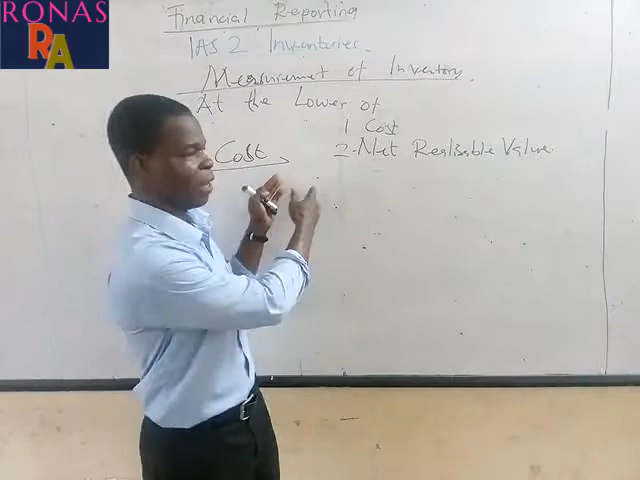 RONAS
RA
Financial Reporting
IAS 2 Inventories
Measurement of Inventory
At the Lower of
1 Cost
2. Net Realisable Value
Cost